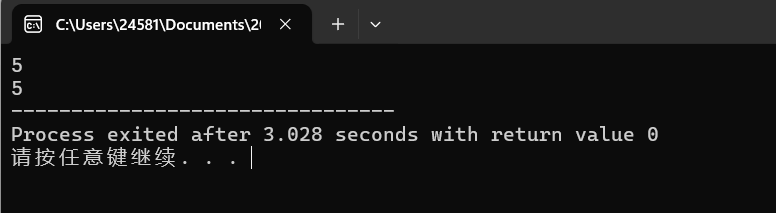 C:\Users\24581\Documents\20
5
5
--------------------------------
Process exited after 3.028 seconds with return value 0
请按任意键继续. . .